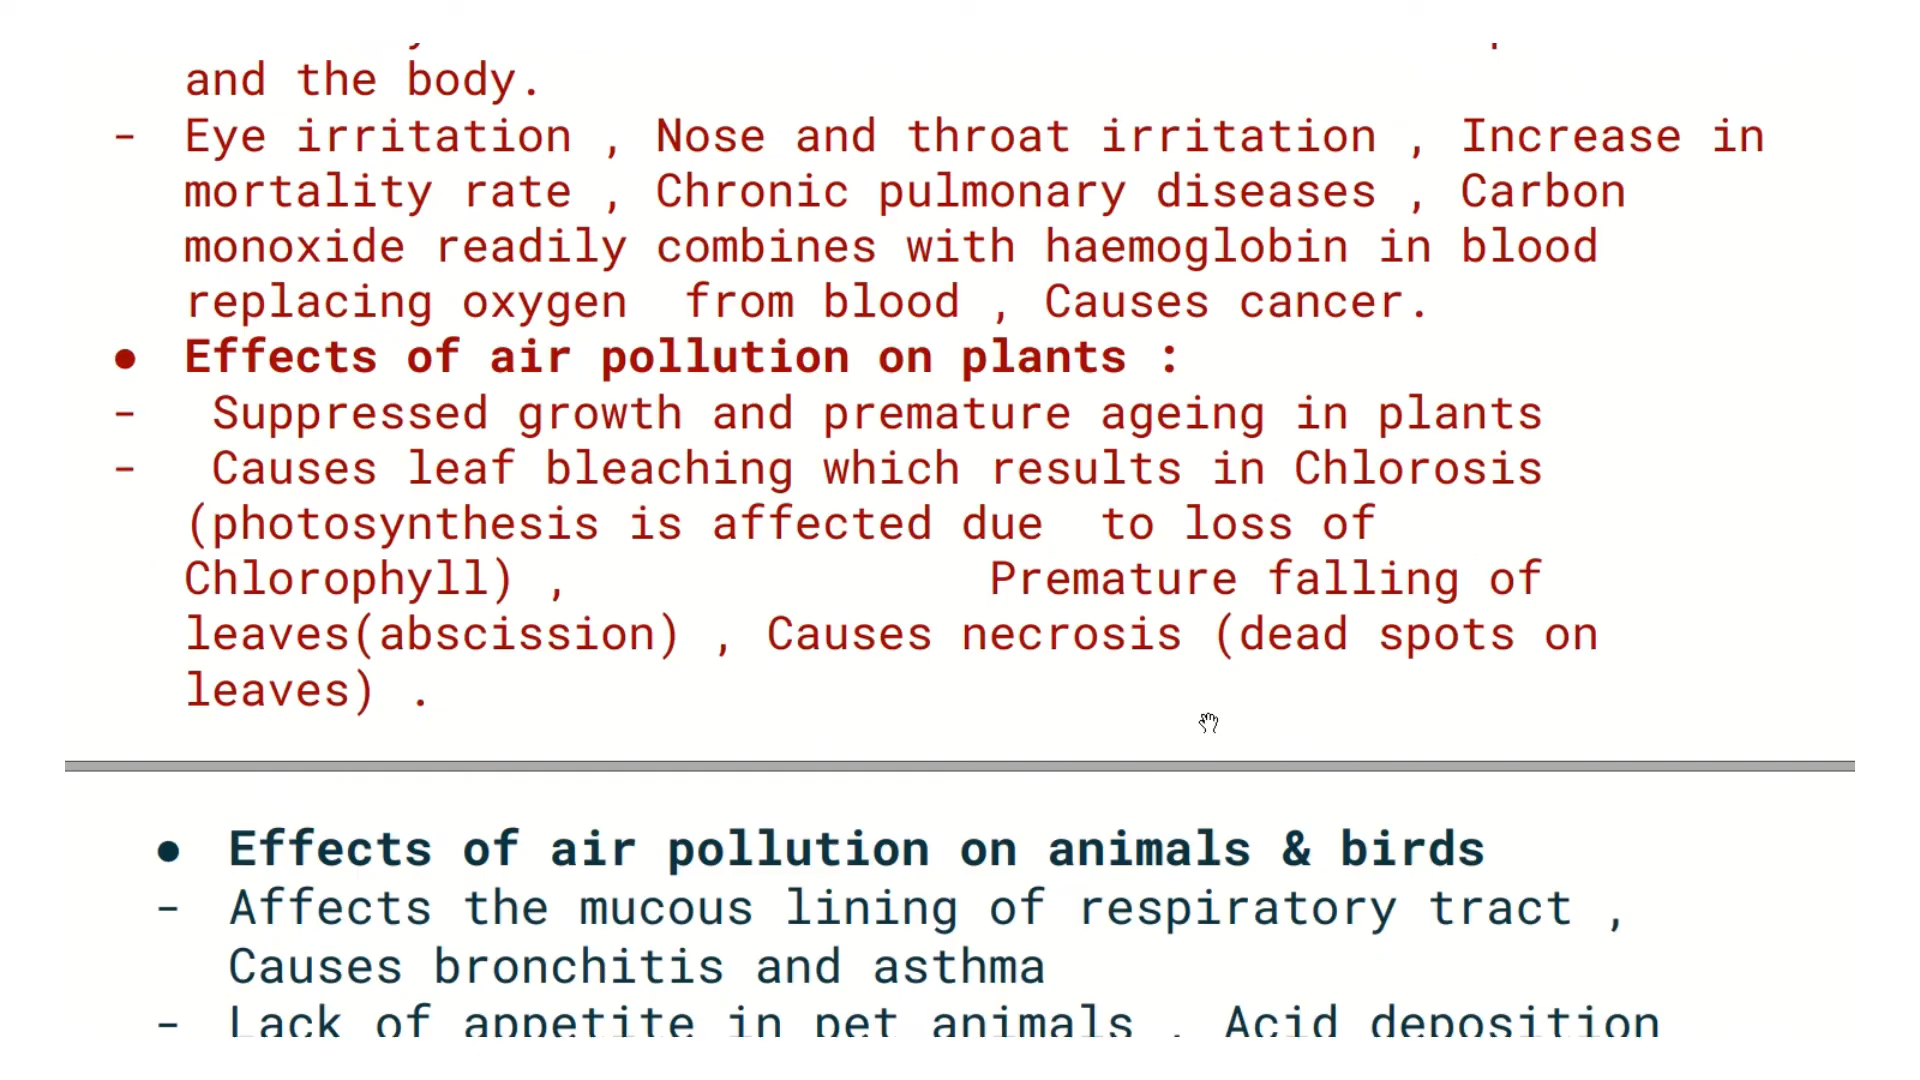 and the body.
- Eye irritation , Nose and throat irritation , Increase in
mortality rate , Chronic pulmonary diseases , Carbon
monoxide readily combines with haemoglobin in blood
replacing oxygen  from blood , Causes cancer.
● Effects of air pollution on plants :
- Suppressed growth and premature ageing in plants
- Causes leaf bleaching which results in Chlorosis
(photosynthesis is affected due  to loss of
Chlorophyll) , Premature falling of
leaves(abscission) , Causes necrosis (dead spots on
leaves) .
● Effects of air pollution on animals & birds
- Affects the mucous lining of respiratory tract ,
Causes bronchitis and asthma
- Lack of appetite in pet animals , Acid deposition